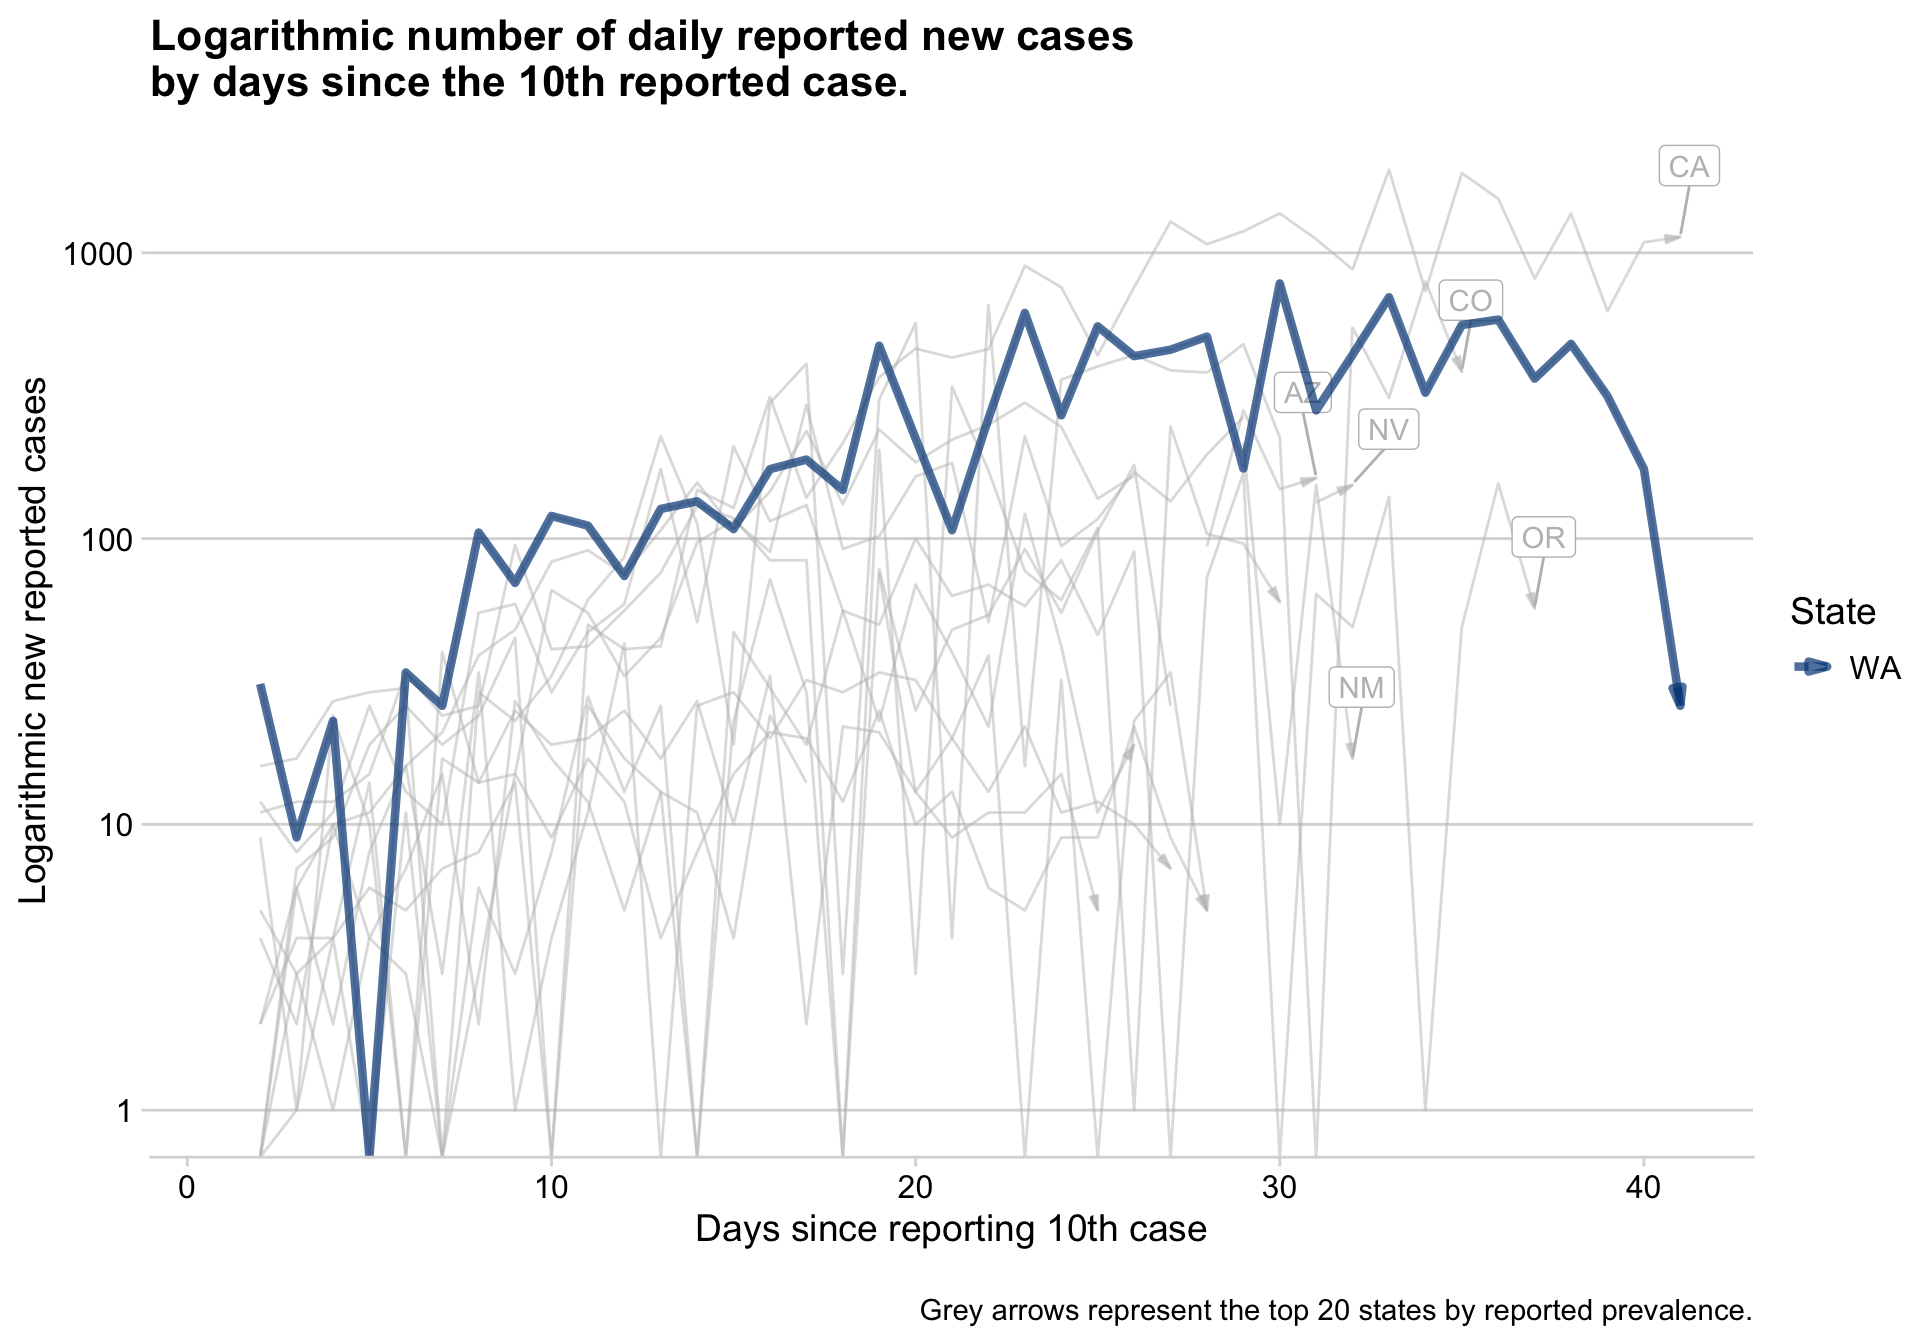 Logarithmic number of daily reported new cases
by days since the 10th reported case.
Logarithmic new reported cases
1000
100
10
1
CA
CO
AZ
NV
OR
NM
State
WA
0 10 20 30 40
Days since reporting 10th case
Grey arrows represent the top 20 states by reported prevalence.